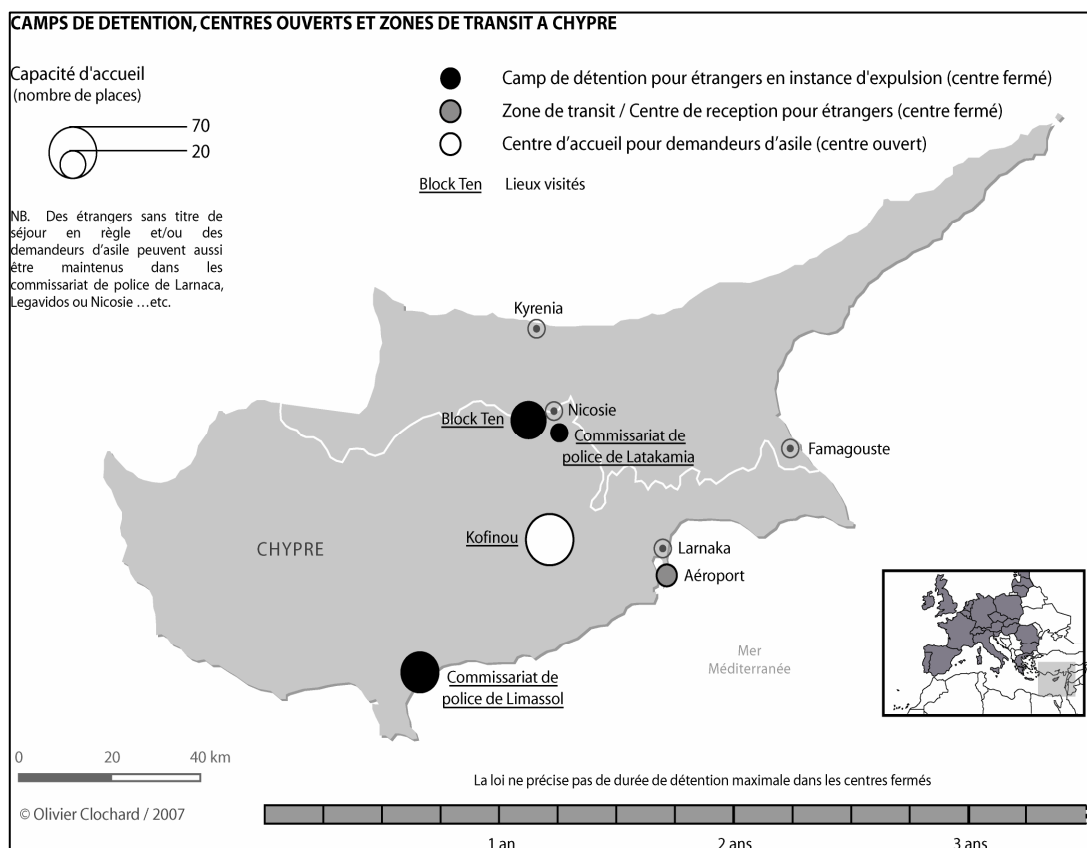 CAMPS DE DETENTION, CENTRES OUVERTS ET ZONES DE TRANSIT A CHYPRE
Capacité d'accueil
(nombre de places)
70
20
Camp de détention pour étrangers en instance d'expulsion (centre fermé)
Zone de transit / Centre de reception pour étrangers (centre fermé)
Centre d'accueil pour demandeurs d'asile (centre ouvert)
Block Ten Lieux visités
NB. Des étrangers sans titre de
séjour en règle et/ou des
demandeurs d'asile peuvent aussi
être maintenus dans les
commissariat de police de Larnaca,
Legavidos ou Nicosie ...etc.
Kyrenia
Nicosie
Block Ten
Commissariat de
police de Latakamia
Famagouste
Kofinou
CHYPRE
Larnaka
Aéroport
Mer
Méditerranée
Commissariat de
police de Limassol
0 20 40 km
La loi ne précise pas de durée de détention maximale dans les centres fermés
© Olivier Clochard / 2007
1 an 2 ans 3 ans